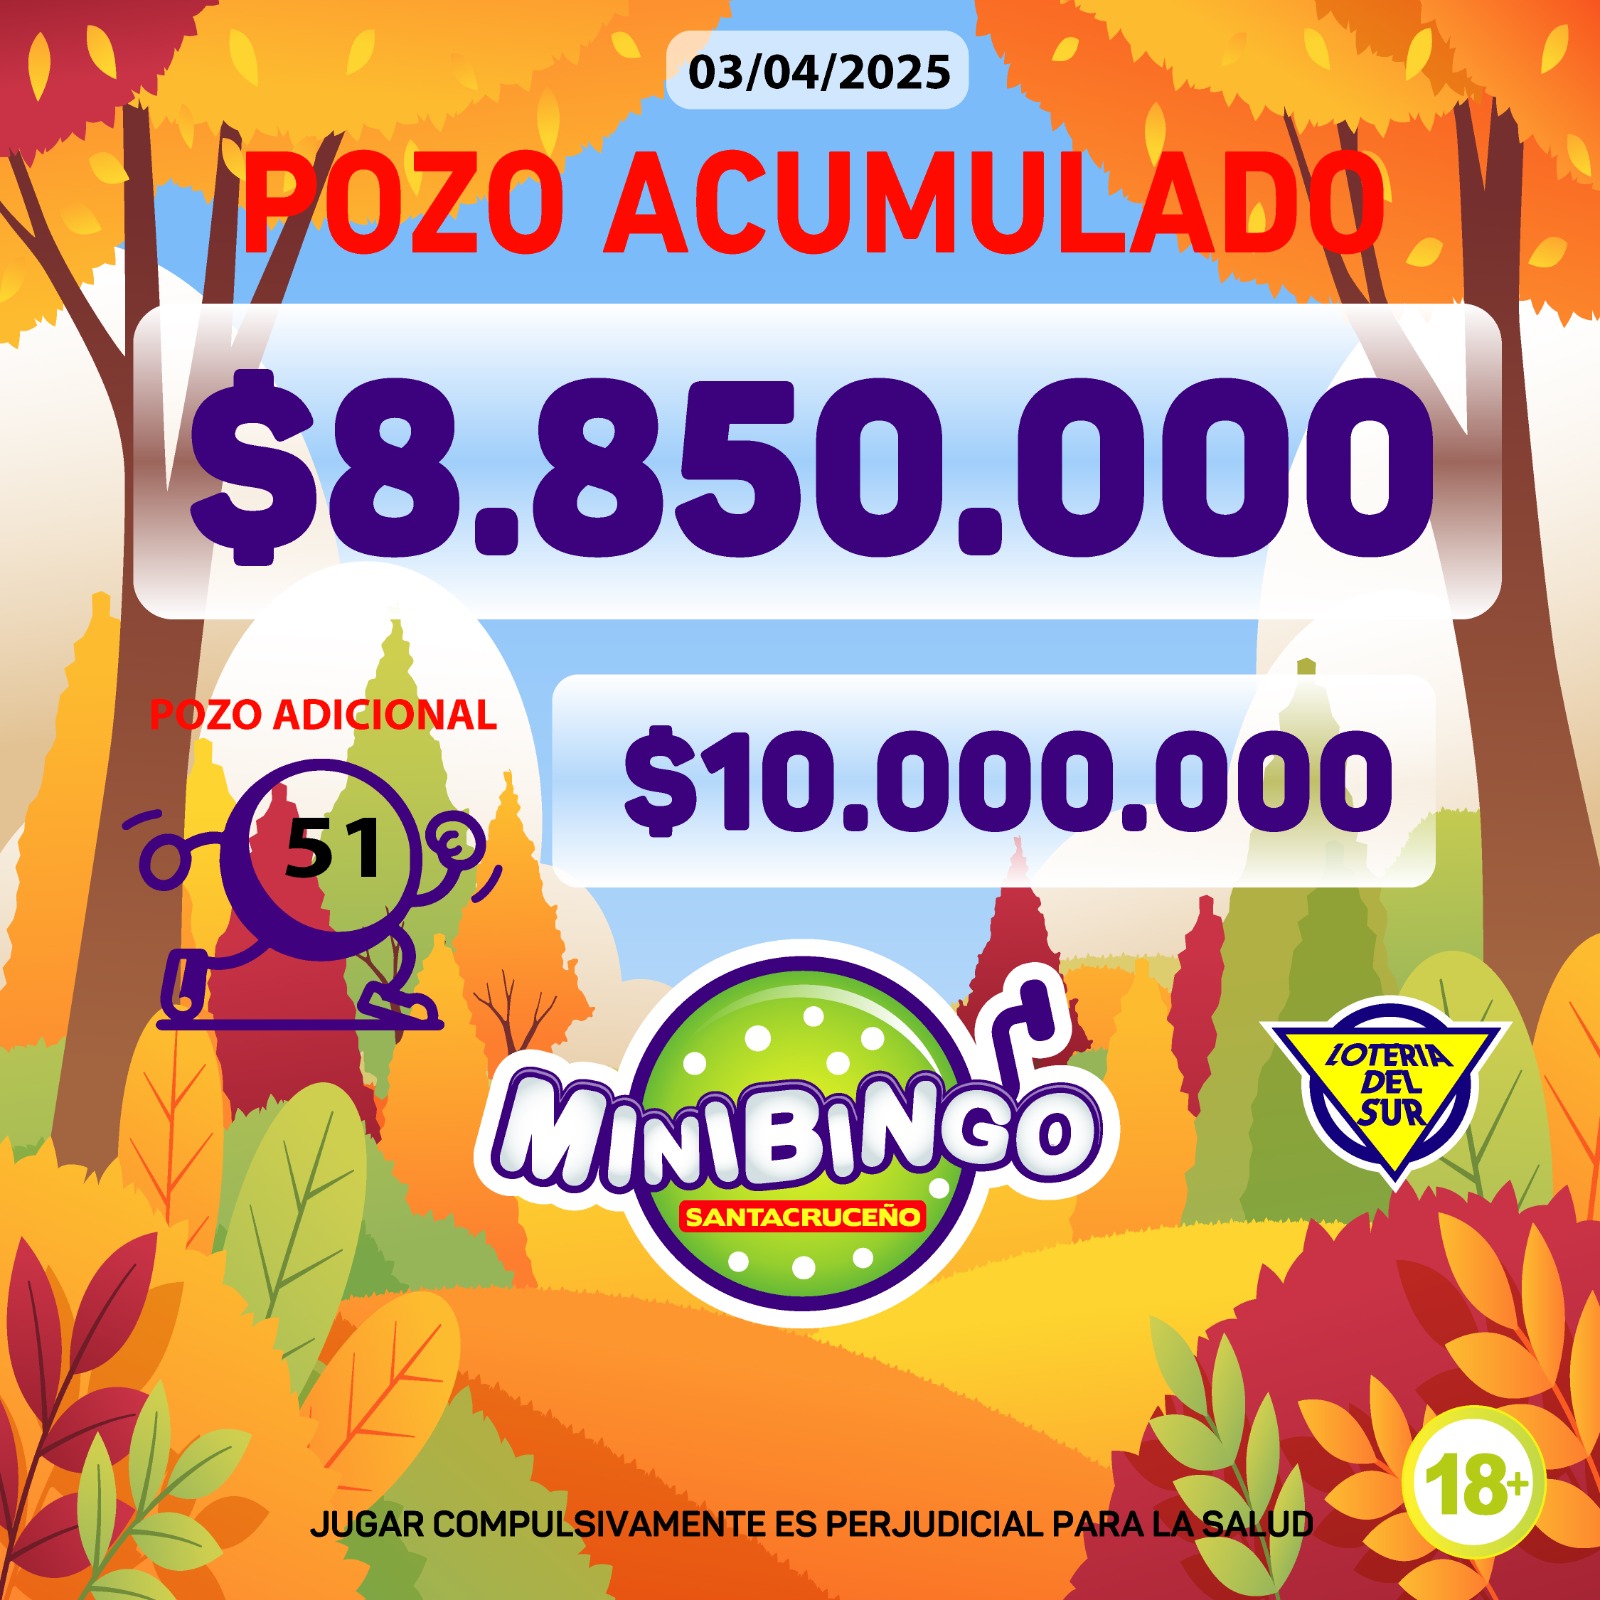 03/04/2025
POZO ACUMULADO
$8.850.000
POZO ADICIONAL
51
$10.000.000
MINIBINGO
SANTACRUCEÑO
LOTERIA
DEL
SUR
18+
JUGAR COMPULSIVAMENTE ES PERJUDICIAL PARA LA SALUD